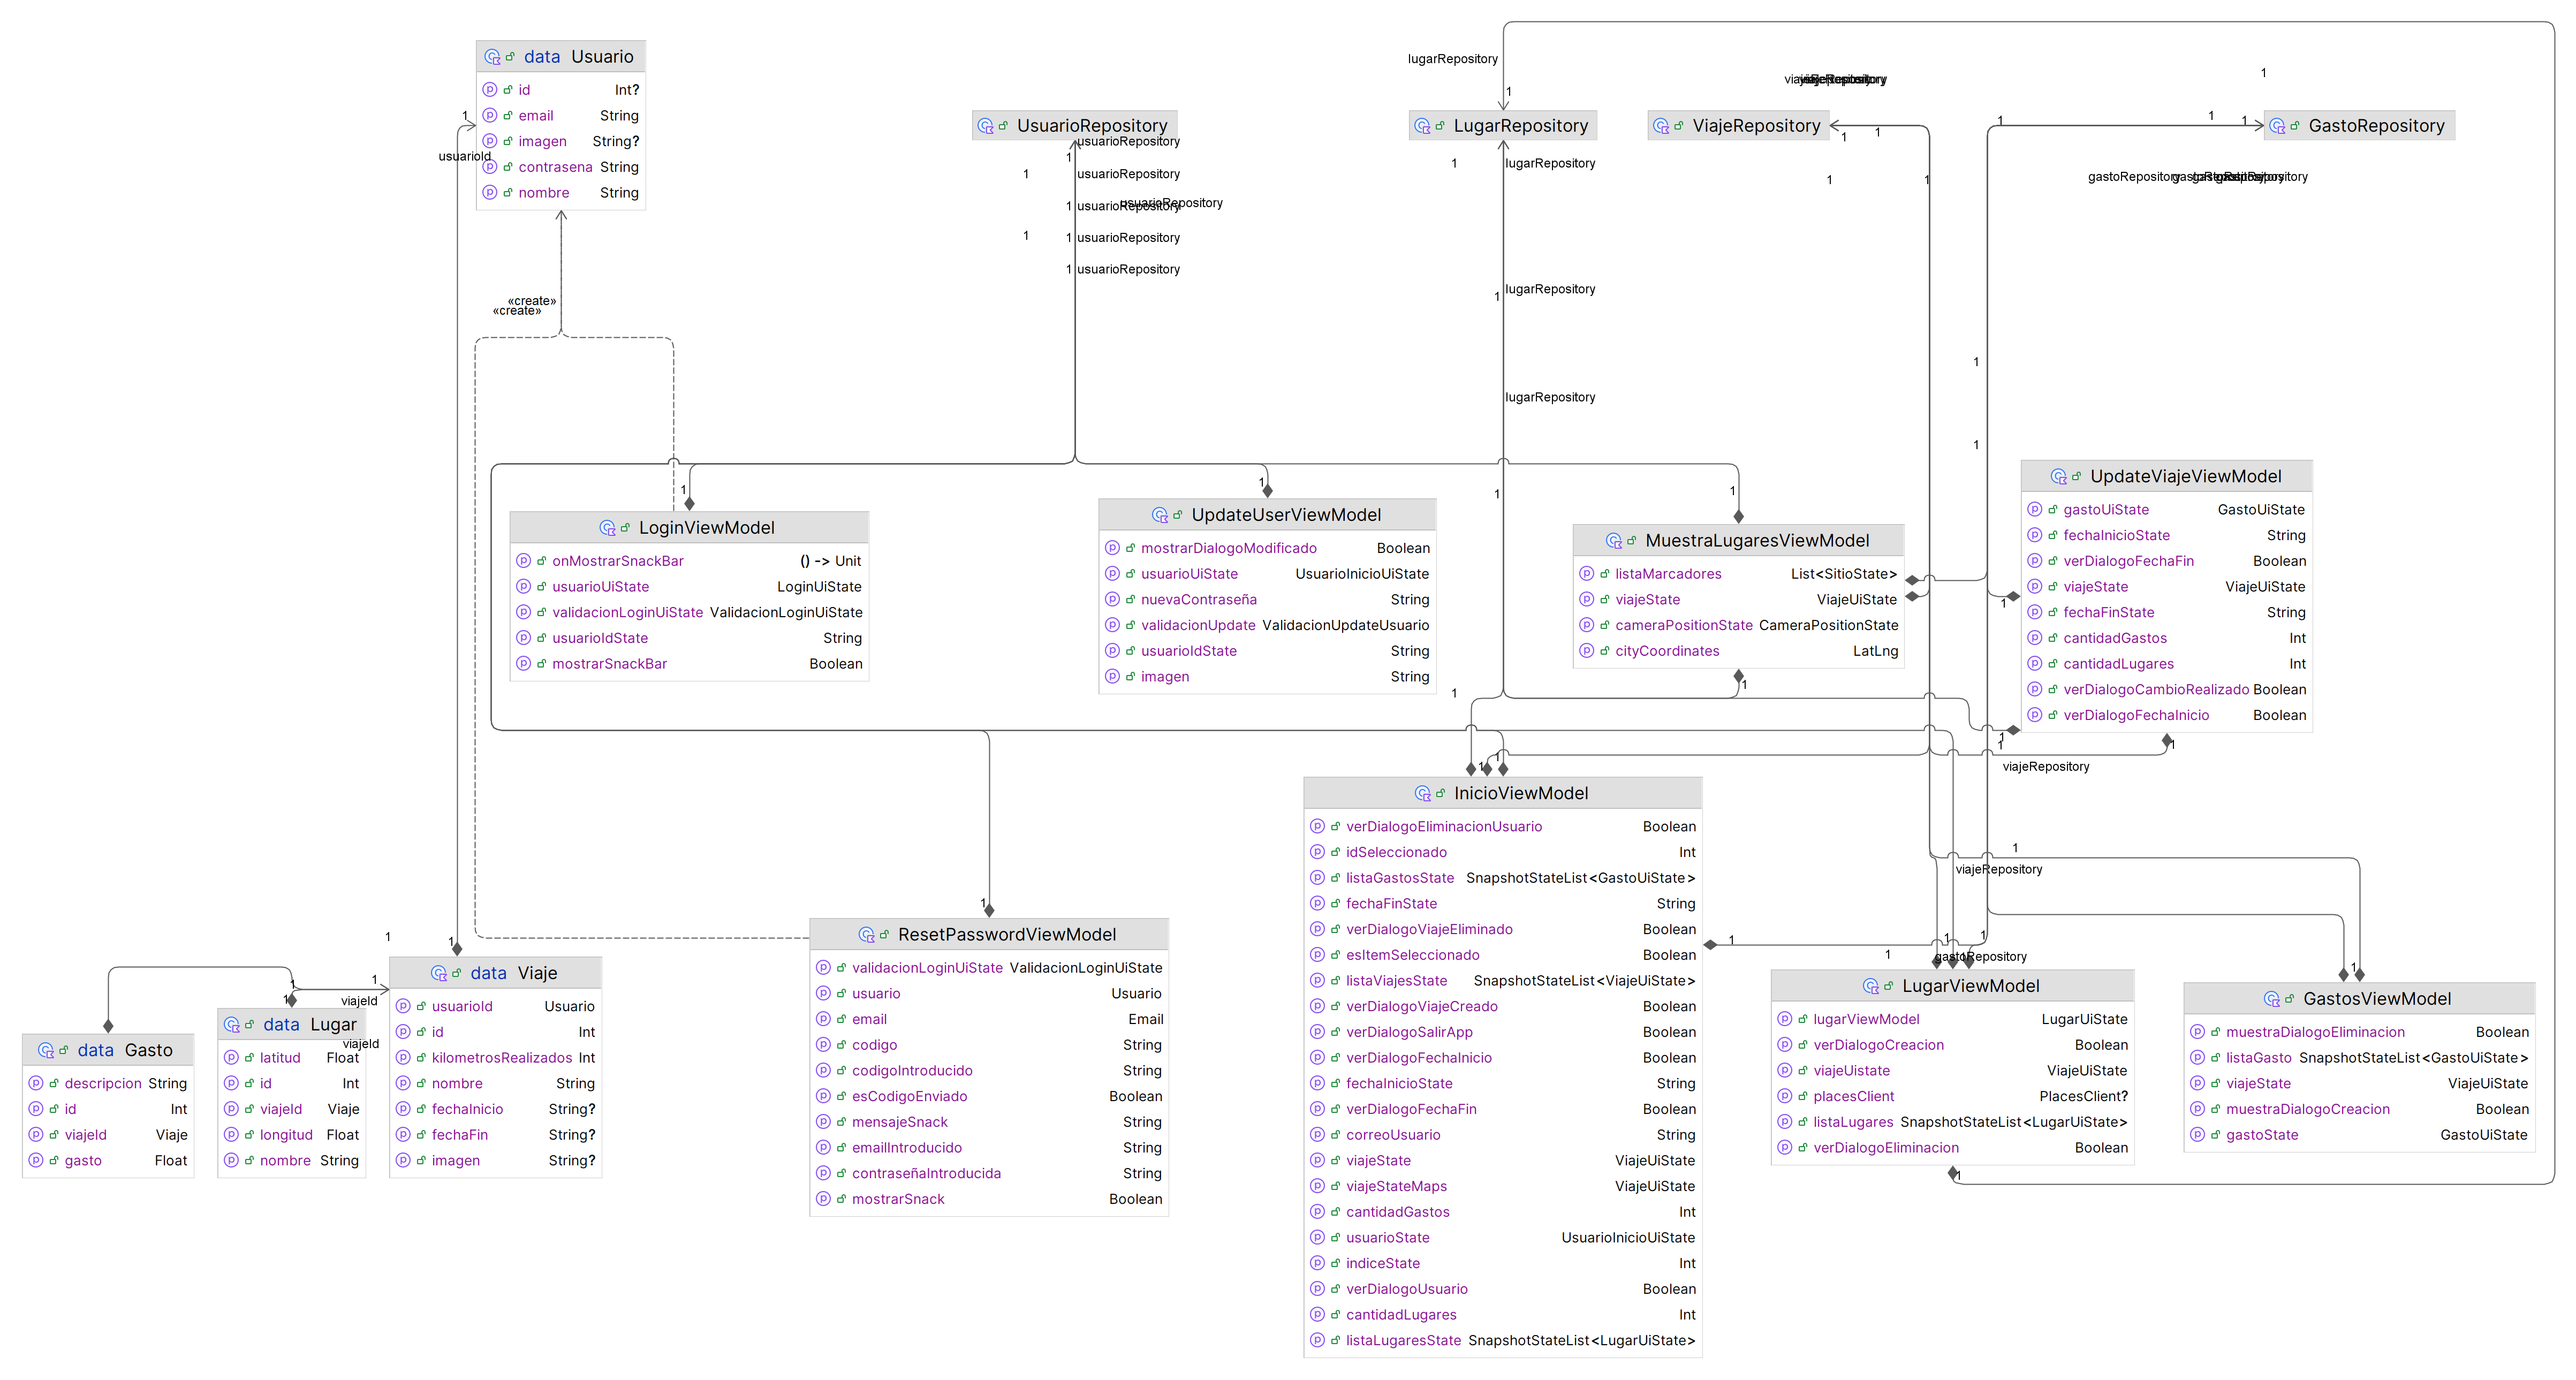 data Usuario
id Int?
email String
imagen String?
contrasena String
nombre String
1
usuarioId
«create»
«create»
UsuarioRepository
usuarioRepository
1
1 usuarioRepository
1 usuarioRepository
usuarioRepository
1 1 usuarioRepository
1 usuarioRepository
lugarRepository
1
LugarRepository
1 lugarRepository
1 lugarRepository
lugarRepository
1
1
viajeRepository
ViajeRepository
1 1
1 1
1
1 1 1
GastoRepository
gastoRepository gastoRepository gastoRepository
1
1
LoginViewModel
1
onMostrarSnackBar () -> Unit
usuarioUiState LoginUiState
validacionLoginUiState ValidacionLoginUiState
usuarioIdState String
mostrarSnackBar Boolean
1
UpdateUserViewModel
mostrarDialogoModificado Boolean
usuarioUiState UsuarioInicioUiState
nuevaContraseña String
validacionUpdate ValidacionUpdateUsuario
usuarioIdState String
imagen String
1
MuestraLugaresViewModel
listaMarcadores List<SitioState>
viajeState ViajeUiState
cameraPositionState CameraPositionState
cityCoordinates LatLng
1
UpdateViajeViewModel
gastoUiState GastoUiState
fechaInicioState String
verDialogoFechaFin Boolean
viajeState ViajeUiState
fechaFinState String
cantidadGastos Int
cantidadLugares Int
verDialogoCambioRealizado Boolean
verDialogoFechaInicio Boolean
1
1
1
1
viajeRepository
1 1
InicioViewModel
verDialogoEliminacionUsuario Boolean
idSeleccionado Int
listaGastosState SnapshotStateList<GastoUiState>
fechaFinState String
verDialogoViajeEliminado Boolean
esItemSeleccionado Boolean
listaViajesState SnapshotStateList<ViajeUiState>
verDialogoViajeCreado Boolean
verDialogoSalirApp Boolean
verDialogoFechaInicio Boolean
fechaInicioState String
verDialogoFechaFin Boolean
correoUsuario String
viajeState ViajeUiState
viajeStateMaps ViajeUiState
cantidadGastos Int
usuarioState UsuarioInicioUiState
indiceState Int
verDialogoUsuario Boolean
cantidadLugares Int
listaLugaresState SnapshotStateList<LugarUiState>
1
1
viajeRepository
1
1 1
gastoRepository
LugarViewModel
lugarViewModel LugarUiState
verDialogoCreacion Boolean
viajeUistate ViajeUiState
placesClient PlacesClient?
listaLugares SnapshotStateList<LugarUiState>
verDialogoEliminacion Boolean
1
1
GastosViewModel
muestraDialogoEliminacion Boolean
listaGasto SnapshotStateList<GastoUiState>
viajeState ViajeUiState
muestraDialogoCreacion Boolean
gastoState GastoUiState
1
ResetPasswordViewModel
validacionLoginUiState ValidacionLoginUiState
usuario Usuario
email Email
codigo String
codigoIntroducido String
esCodigoEnviado Boolean
mensajeSnack String
emailIntroducido String
contraseñaIntroducida String
mostrarSnack Boolean
1 1
data Viaje
usuarioId Usuario
id Int
kilometrosRealizados Int
nombre String
fechaInicio String?
fechaFin String?
imagen String?
1 1
1 viajeId
data Lugar
viajeId
latitud Float
id Int
viajeId Viaje
longitud Float
nombre String
data Gasto
descripcion String
id Int
viajeId Viaje
gasto Float